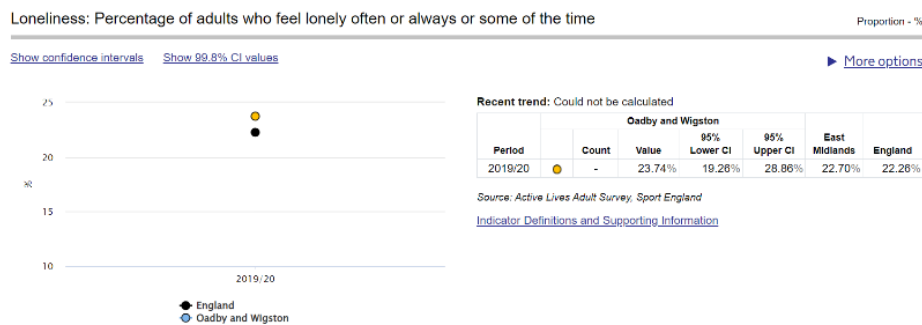 Loneliness: Percentage of adults who feel lonely often or always or some of the time
Proportion - %
Show confidence intervals Show 99.8% CI values
More options
25
20
%
15
10
2019/20
England
Oadby and Wigston
Recent trend: Could not be calculated
Oadby and Wigston
Period Count Value 95% Lower CI 95% Upper CI East Midlands England
2019/20 - 23.74% 19.26% 28.86% 22.70% 22.26%
Source: Active Lives Adult Survey, Sport England
Indicator Definitions and Supporting Information